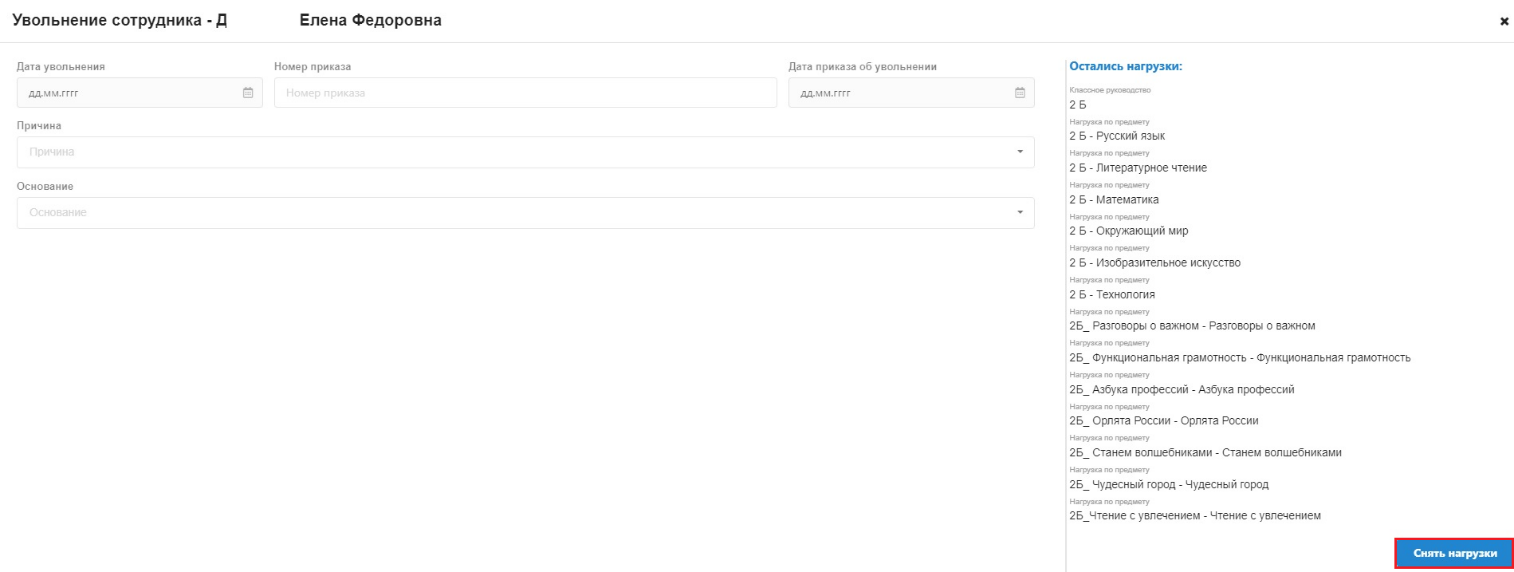 Увольнение сотрудника - Д Елена Федоровна
Дата увольнения
Номер приказа
Дата приказа об увольнении
дд.мм.гггг
Номер приказа
дд.мм.гггг
Причина
Причина
Основание
Основание
Остались нагрузки:
Классное руководство
2 Б
Нагрузка по предмету
2 Б - Русский язык
Нагрузка по предмету
2 Б - Литературное чтение
Нагрузка по предмету
2 Б - Математика
Нагрузка по предмету
2 Б - Окружающий мир
Нагрузка по предмету
2 Б - Изобразительное искусство
Нагрузка по предмету
2 Б - Технология
Нагрузка по предмету
2Б_ Разговоры о важном - Разговоры о важном
Нагрузка по предмету
2Б_ Функциональная грамотность - Функциональная грамотность
Нагрузка по предмету
2Б_ Азбука профессий - Азбука профессий
Нагрузка по предмету
2Б_ Орлята России - Орлята России
Нагрузка по предмету
2Б_ Станем волшебниками - Станем волшебниками
Нагрузка по предмету
2Б_ Чудесный город - Чудесный город
Нагрузка по предмету
2Б_Чтение с увлечением - Чтение с увлечением
Снять нагрузки